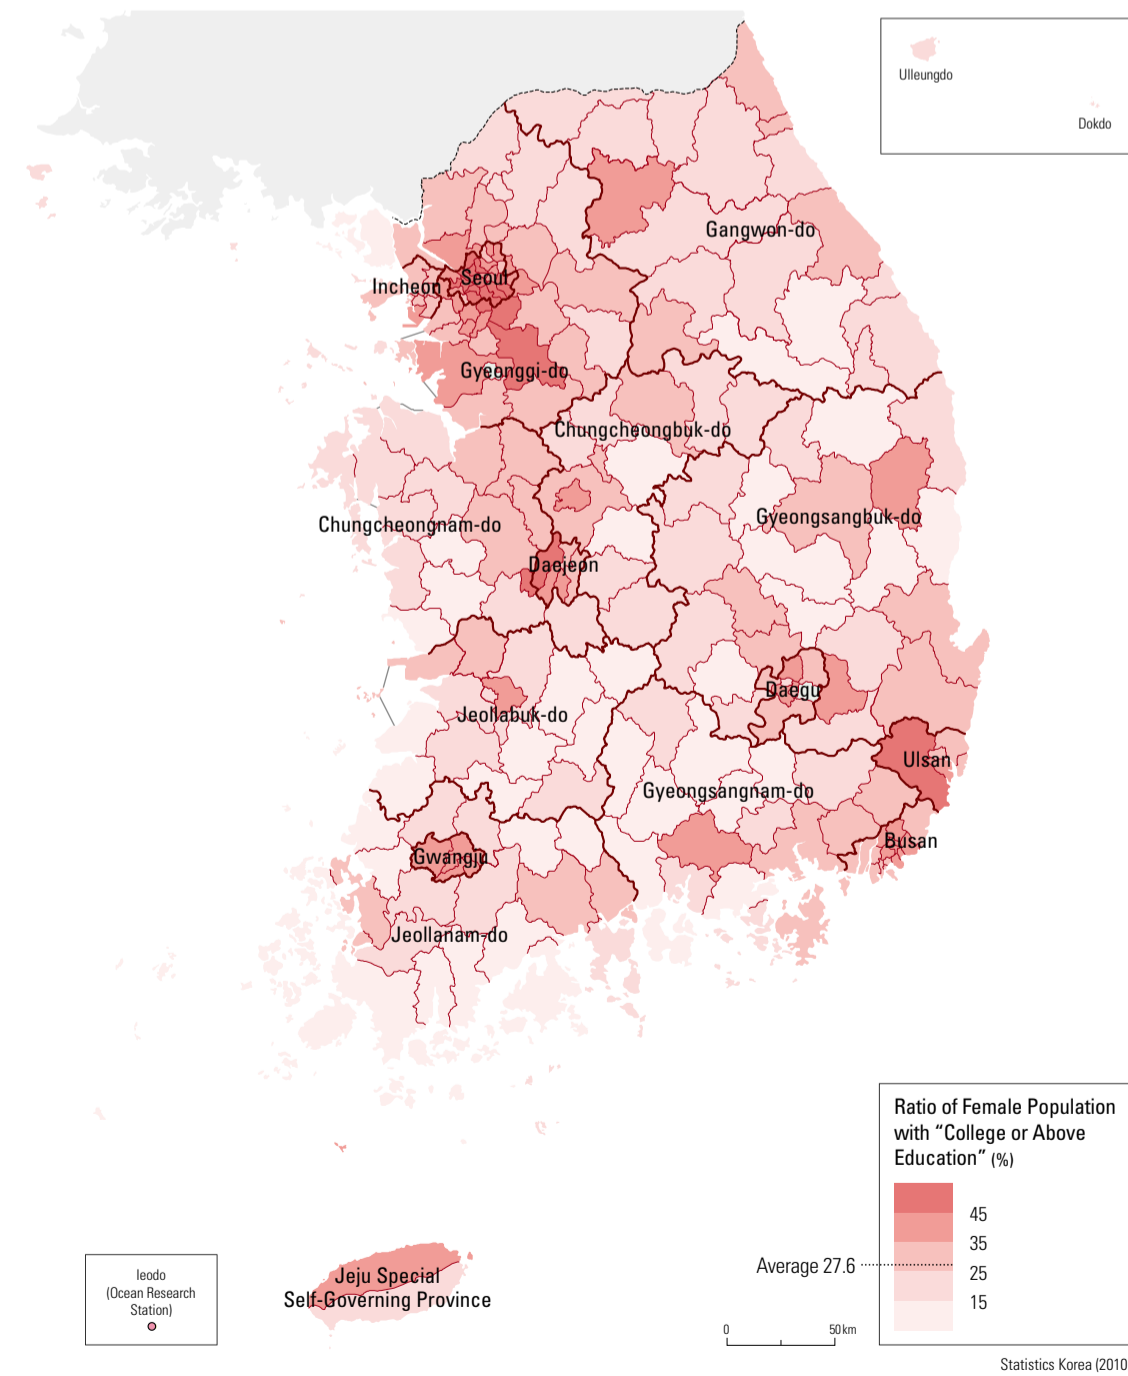 Ulleungdo
Dokdo
Gangwon-do
Incheon
Seoul
Gyeonggi-do
Chungcheongbuk-do
Chungcheongnam-do
Gyeongsangbuk-do
Daejeon
Daegu
Jeollabuk-do
Ulsan
Gyeongsangnam-do
Busan
Gwangju
Jeollanam-do
Ratio of Female Population
with “College or Above
Education” (%)
45
35
Average 27.6
25
15
Ieodo
(Ocean Research
Station)
Jeju Special
Self-Governing Province
0
50 km
Statistics Korea (2010